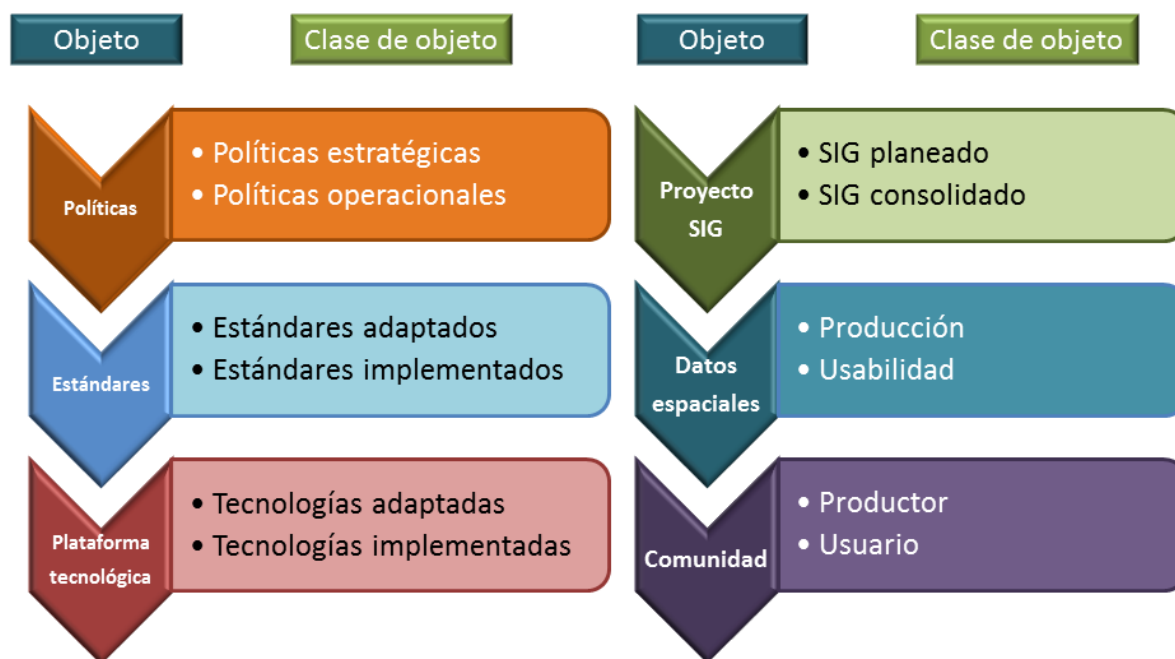 Objeto
Clase de objeto
Objeto
Clase de objeto
Políticas
• Políticas estratégicas
• Políticas operacionales
Proyecto
SIG
• SIG planeado
• SIG consolidado
Estándares
• Estándares adaptados
• Estándares implementados
Datos
espaciales
• Producción
• Usabilidad
Plataforma
tecnológica
• Tecnologías adaptadas
• Tecnologías implementadas
Comunidad
• Productor
• Usuario